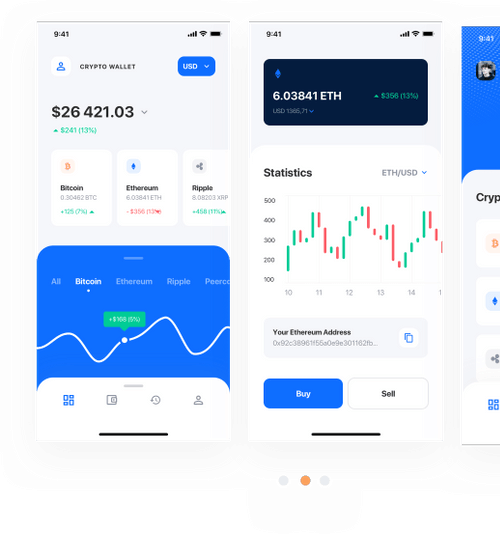 9:41
CRYPTO WALLET
USD
$26 421.03
$241 (13%)
Bitcoin
0.30462 BTC
+125 (7%)
Ethereum
6.03841 ETH
-$356 (13%)
Ripple
8.08203 XRP
+458 (11%)
All Bitcoin Ethereum Ripple Peerco
+$168 (5%)
9:41
6.03841 ETH
$356 (13%)
USD 1365,71
Statistics
ETH/USD
500
400
300
200
100
10 11 12 13 14
Your Ethereum Address
0x92c38961f55a0e9e301162fb...
Buy
Sell
9:41
Cryp